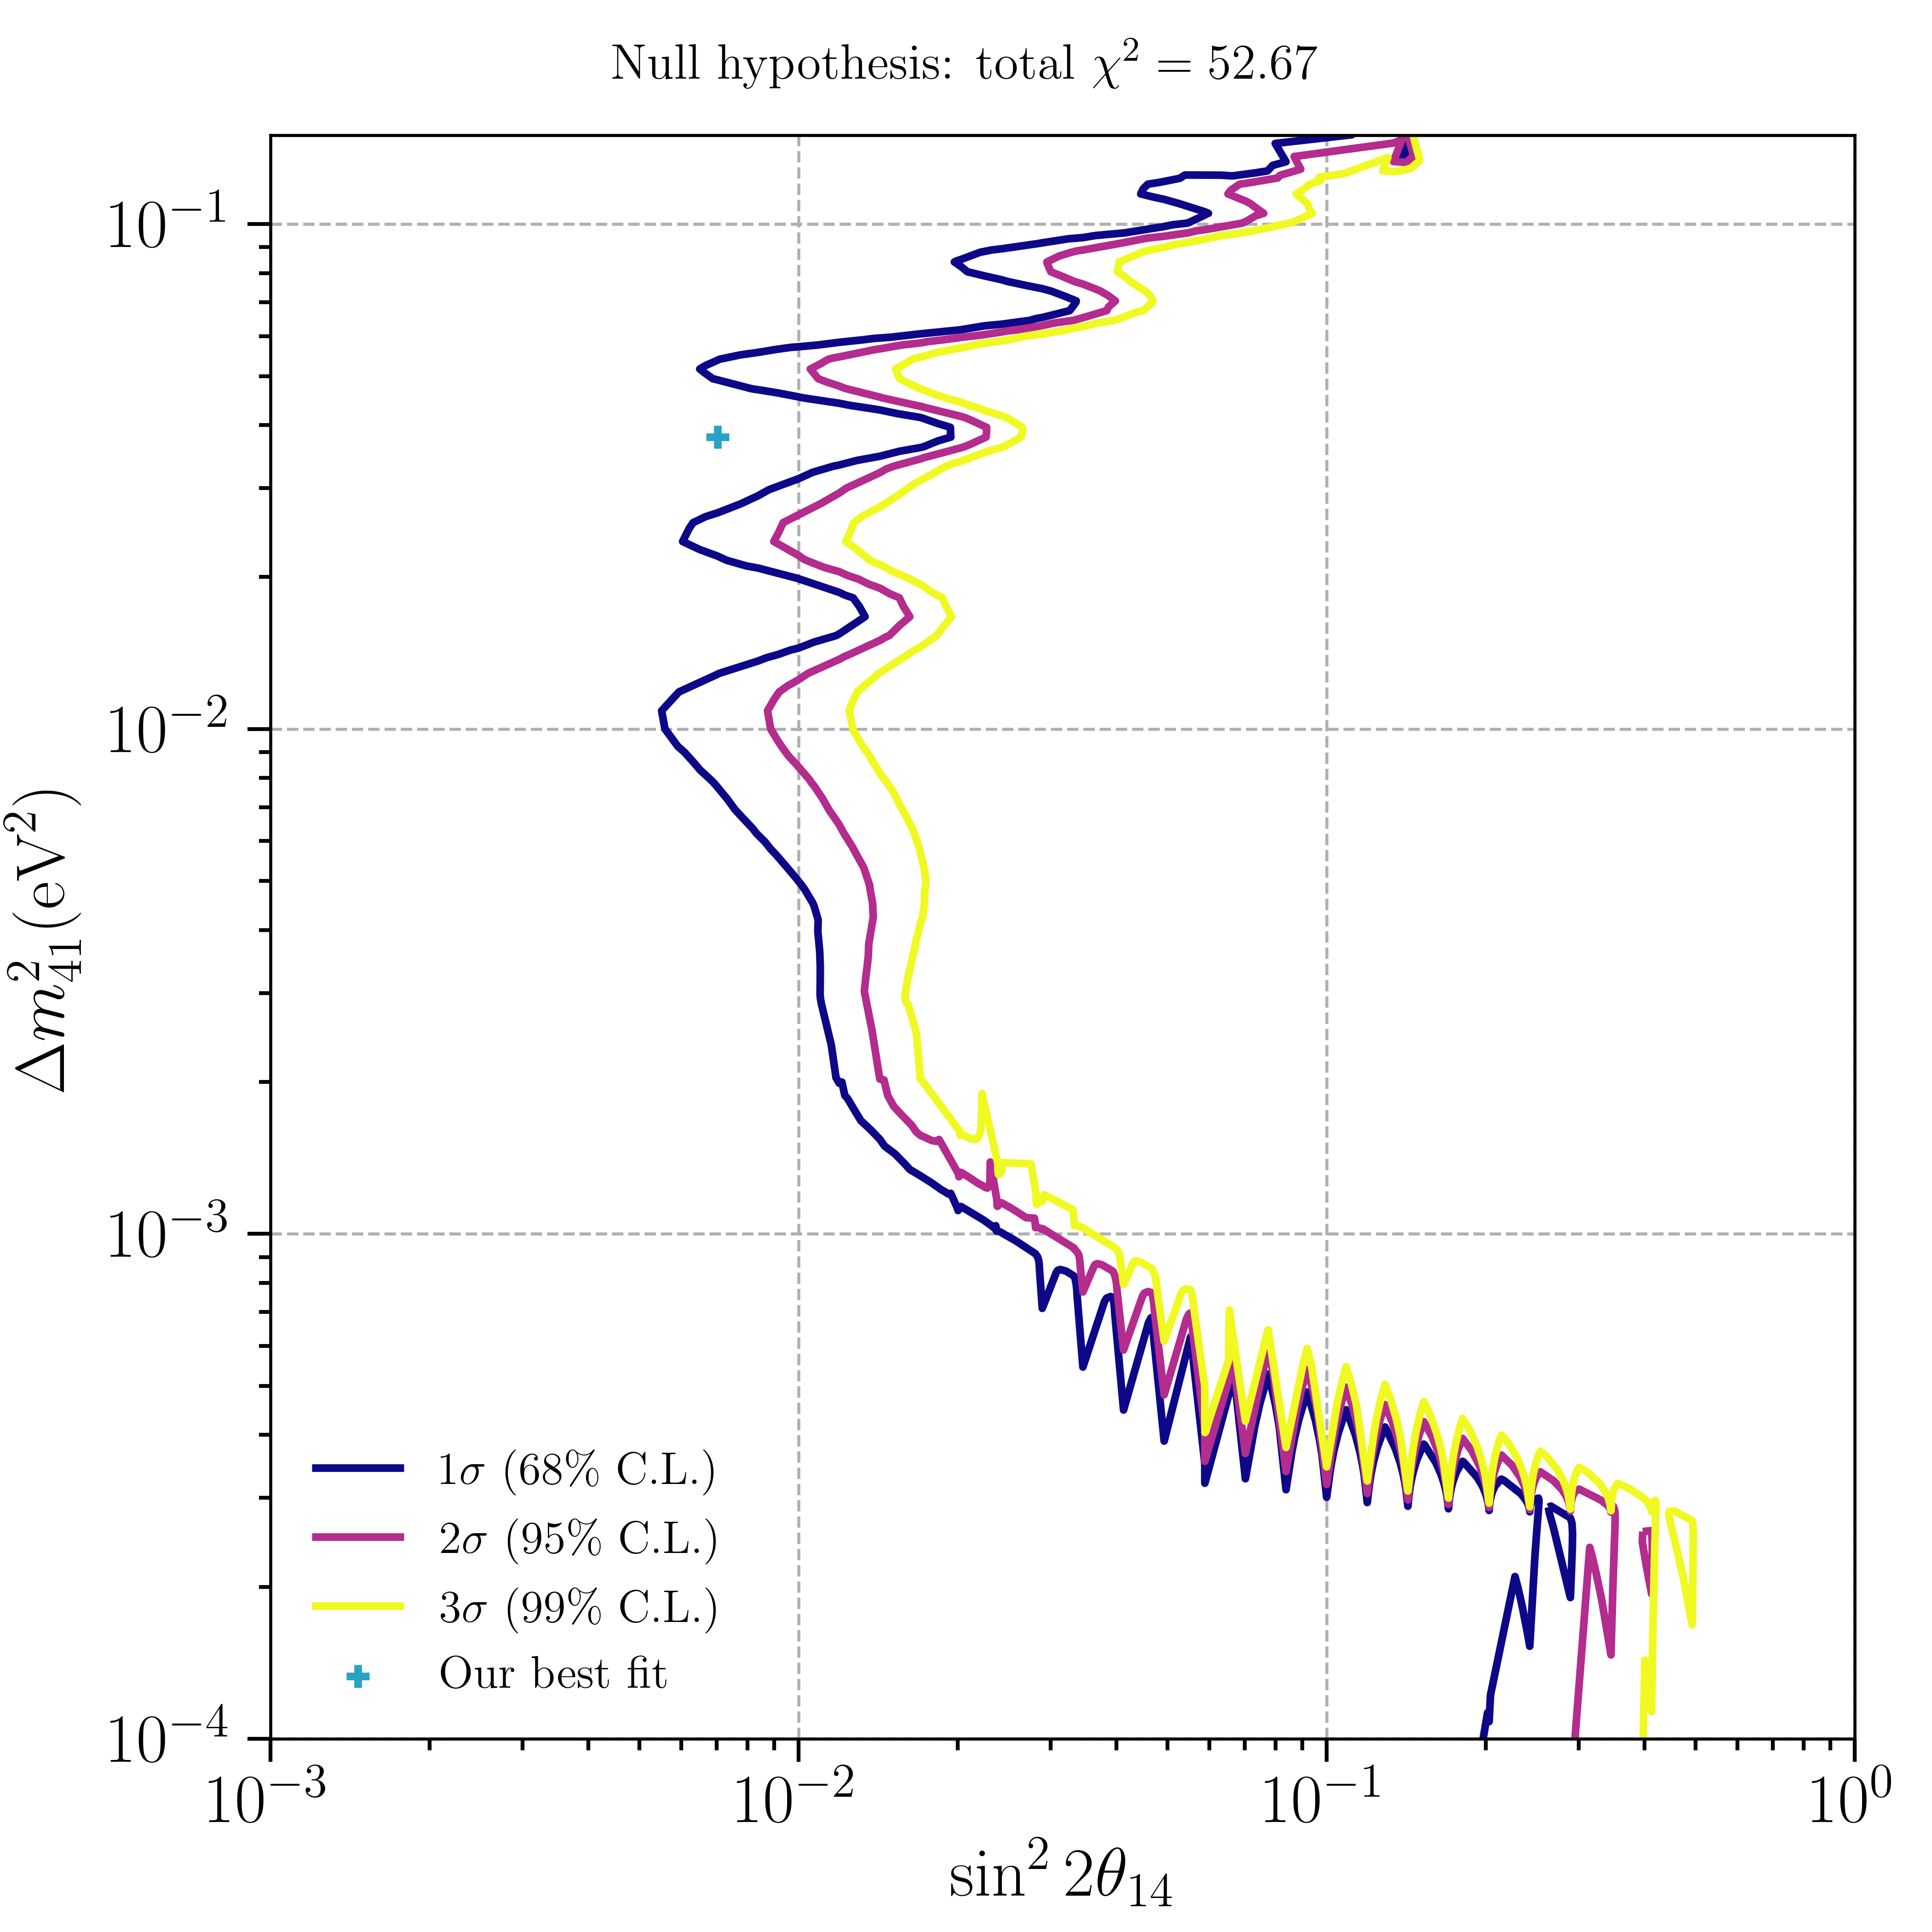 Null hypothesis: total χ² = 52.67
10⁻¹
10⁻²
10⁻³
10⁻⁴
Δm²₄₁(eV²)
1σ (68% C.L.)
2σ (95% C.L.)
3σ (99% C.L.)
Our best fit
10⁻³ 10⁻² 10⁻¹ 10⁰
sin² 2θ₁₄